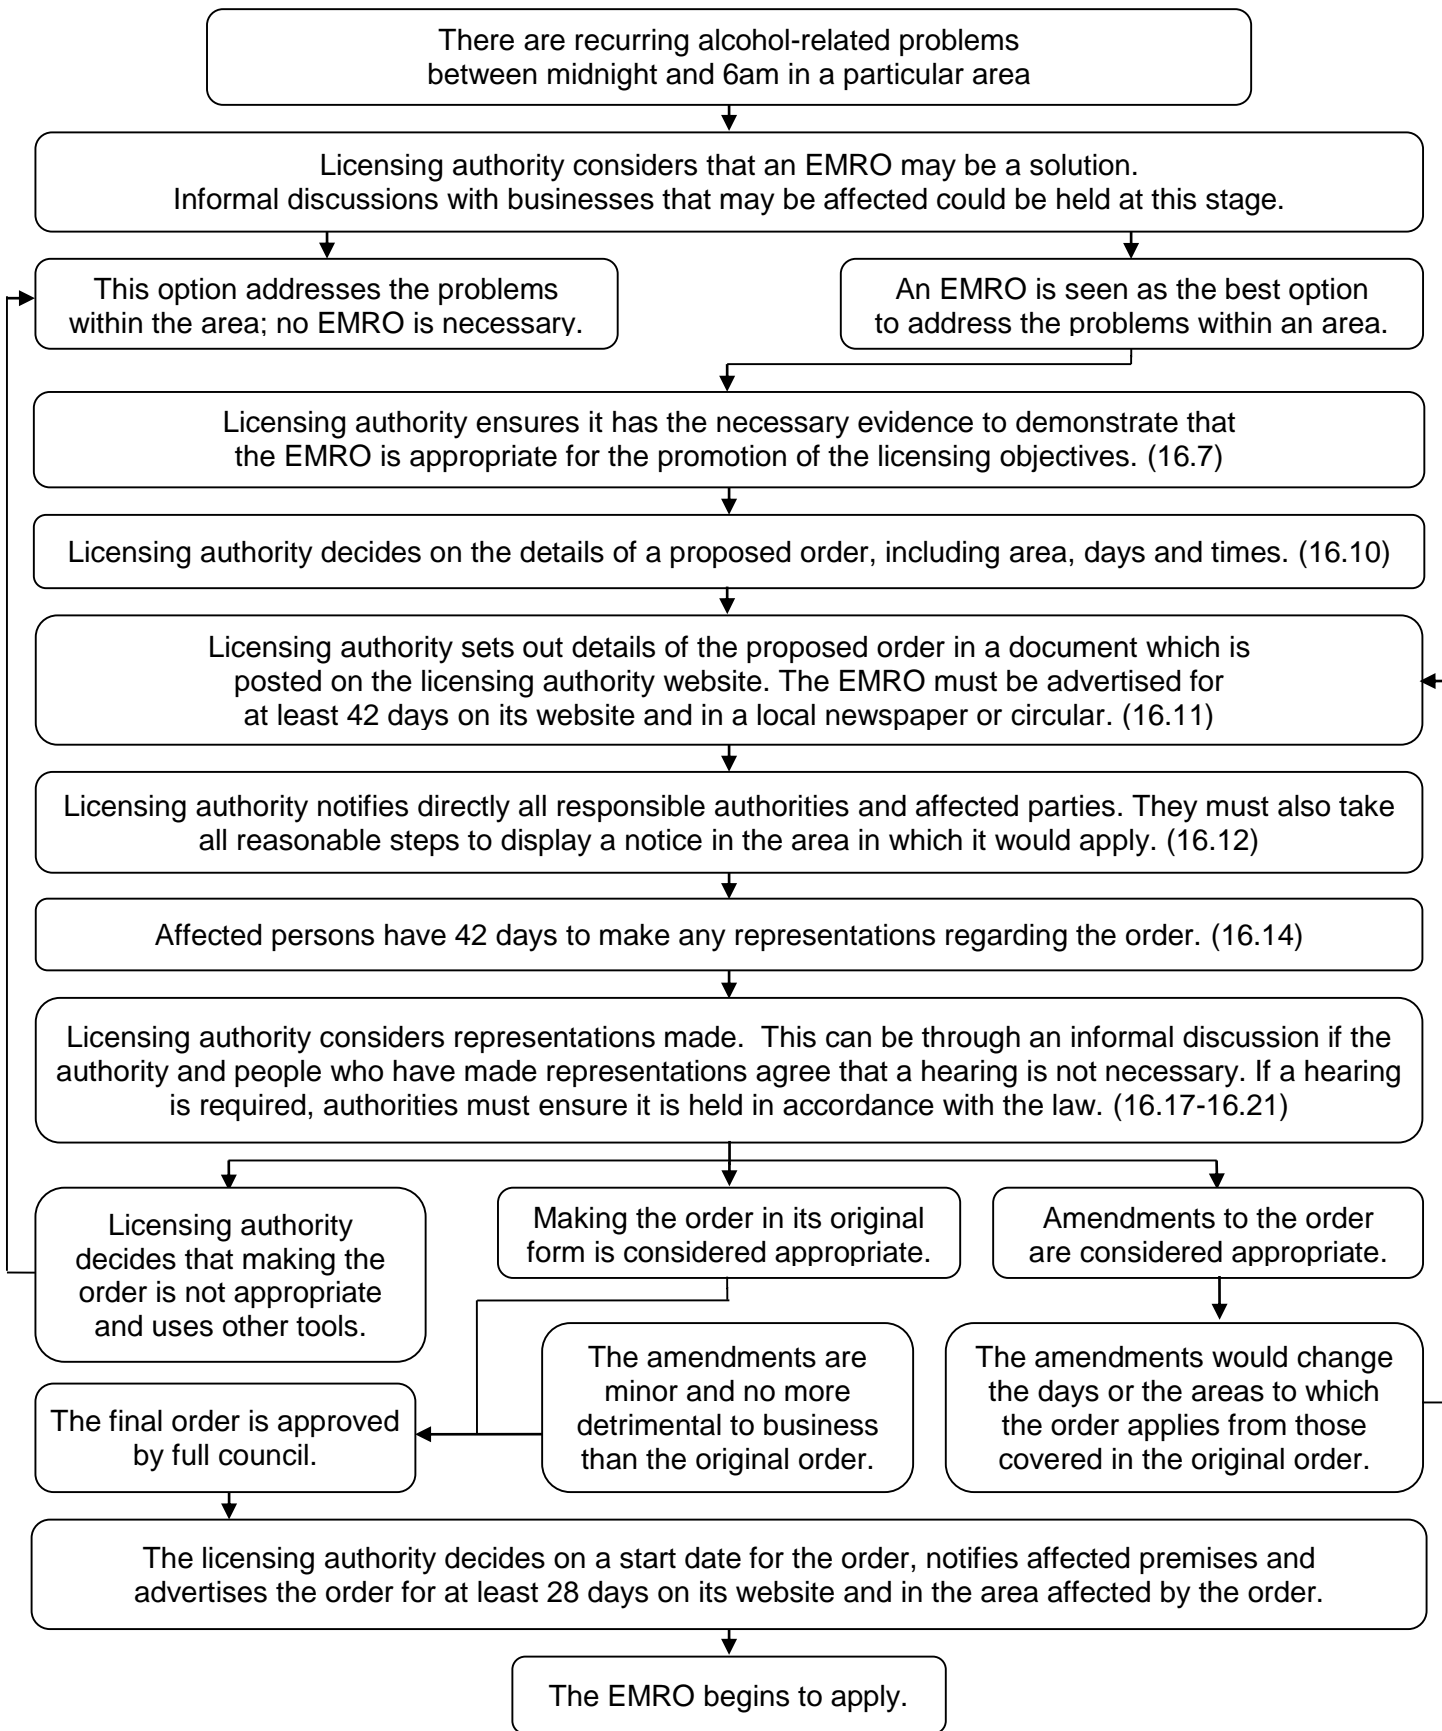 There are recurring alcohol-related problems
between midnight and 6am in a particular area
Licensing authority considers that an EMRO may be a solution.
Informal discussions with businesses that may be affected could be held at this stage.
This option addresses the problems
within the area; no EMRO is necessary.
An EMRO is seen as the best option
to address the problems within an area.
Licensing authority ensures it has the necessary evidence to demonstrate that
the EMRO is appropriate for the promotion of the licensing objectives. (16.7)
Licensing authority decides on the details of a proposed order, including area, days and times. (16.10)
Licensing authority sets out details of the proposed order in a document which is
posted on the licensing authority website. The EMRO must be advertised for
at least 42 days on its website and in a local newspaper or circular. (16.11)
Licensing authority notifies directly all responsible authorities and affected parties. They must also take
all reasonable steps to display a notice in the area in which it would apply. (16.12)
Affected persons have 42 days to make any representations regarding the order. (16.14)
Licensing authority considers representations made.  This can be through an informal discussion if the
authority and people who have made representations agree that a hearing is not necessary. If a hearing
is required, authorities must ensure it is held in accordance with the law. (16.17-16.21)
Licensing authority
decides that making the
order is not appropriate
and uses other tools.
Making the order in its original
form is considered appropriate.
Amendments to the order
are considered appropriate.
The amendments are
minor and no more
detrimental to business
than the original order.
The amendments would change
the days or the areas to which
the order applies from those
covered in the original order.
The final order is approved
by full council.
The licensing authority decides on a start date for the order, notifies affected premises and
advertises the order for at least 28 days on its website and in the area affected by the order.
The EMRO begins to apply.